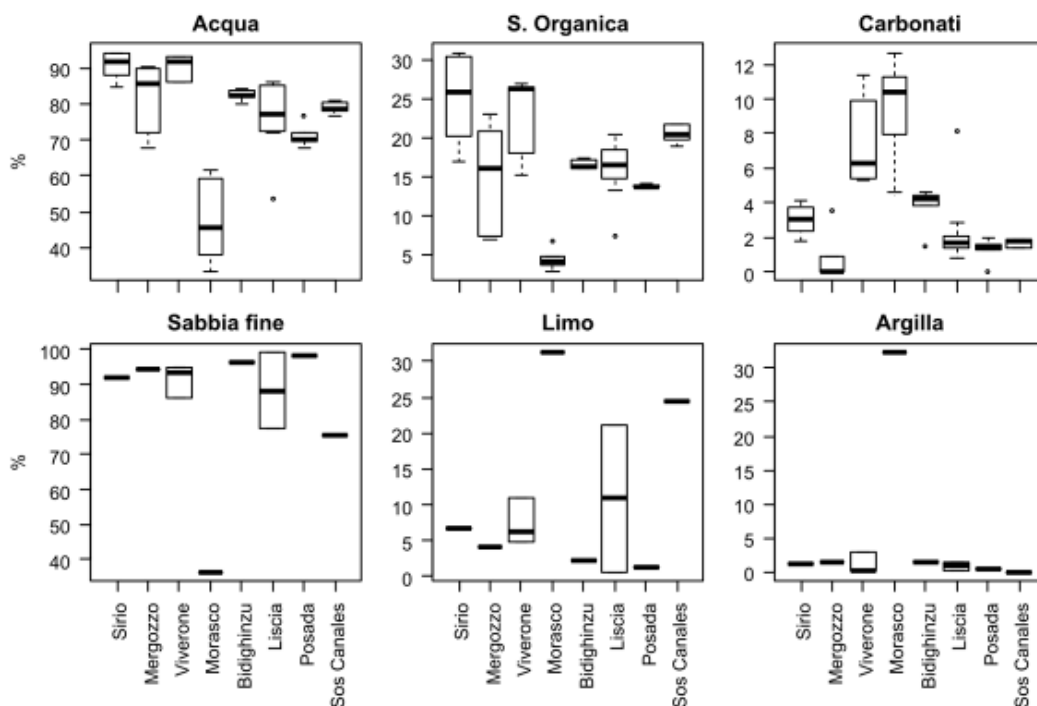 Acqua
S. Organica
Carbonati
%
90
80
70
60
50
40
30
25
20
15
10
5
12
10
8
6
4
2
0
Sabbia fine
Limo
Argilla
%
100
90
80
70
60
50
40
30
25
20
15
10
5
0
30
25
20
15
10
5
0
Sirio
Mergozzo
Viverone
Morasco
Bidighinzu
Liscia
Posada
Sos Canales
Sirio
Mergozzo
Viverone
Morasco
Bidighinzu
Liscia
Posada
Sos Canales
Sirio
Mergozzo
Viverone
Morasco
Bidighinzu
Liscia
Posada
Sos Canales